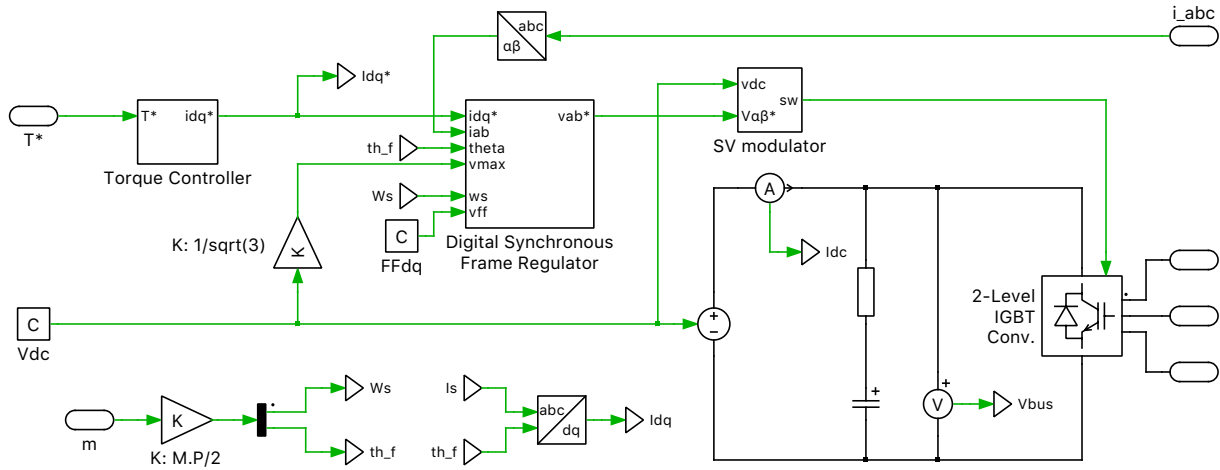 abc
αβ
i_abc
Idq*
T*
T*
idq*
Torque Controller
idq*
iab
theta
vmax
ws
vff
vab*
Digital Synchronous
Frame Regulator
th_f
Ws
C
FFdq
vdc
Vαβ*
sw
SV modulator
K: 1/sqrt(3)
K
A
Idc
C
Vdc
+
2-Level
IGBT
Conv.
+
+
V
Vbus
m
K
K: M.P/2
Ws
th_f
Is
th_f
abc
dq
Idq